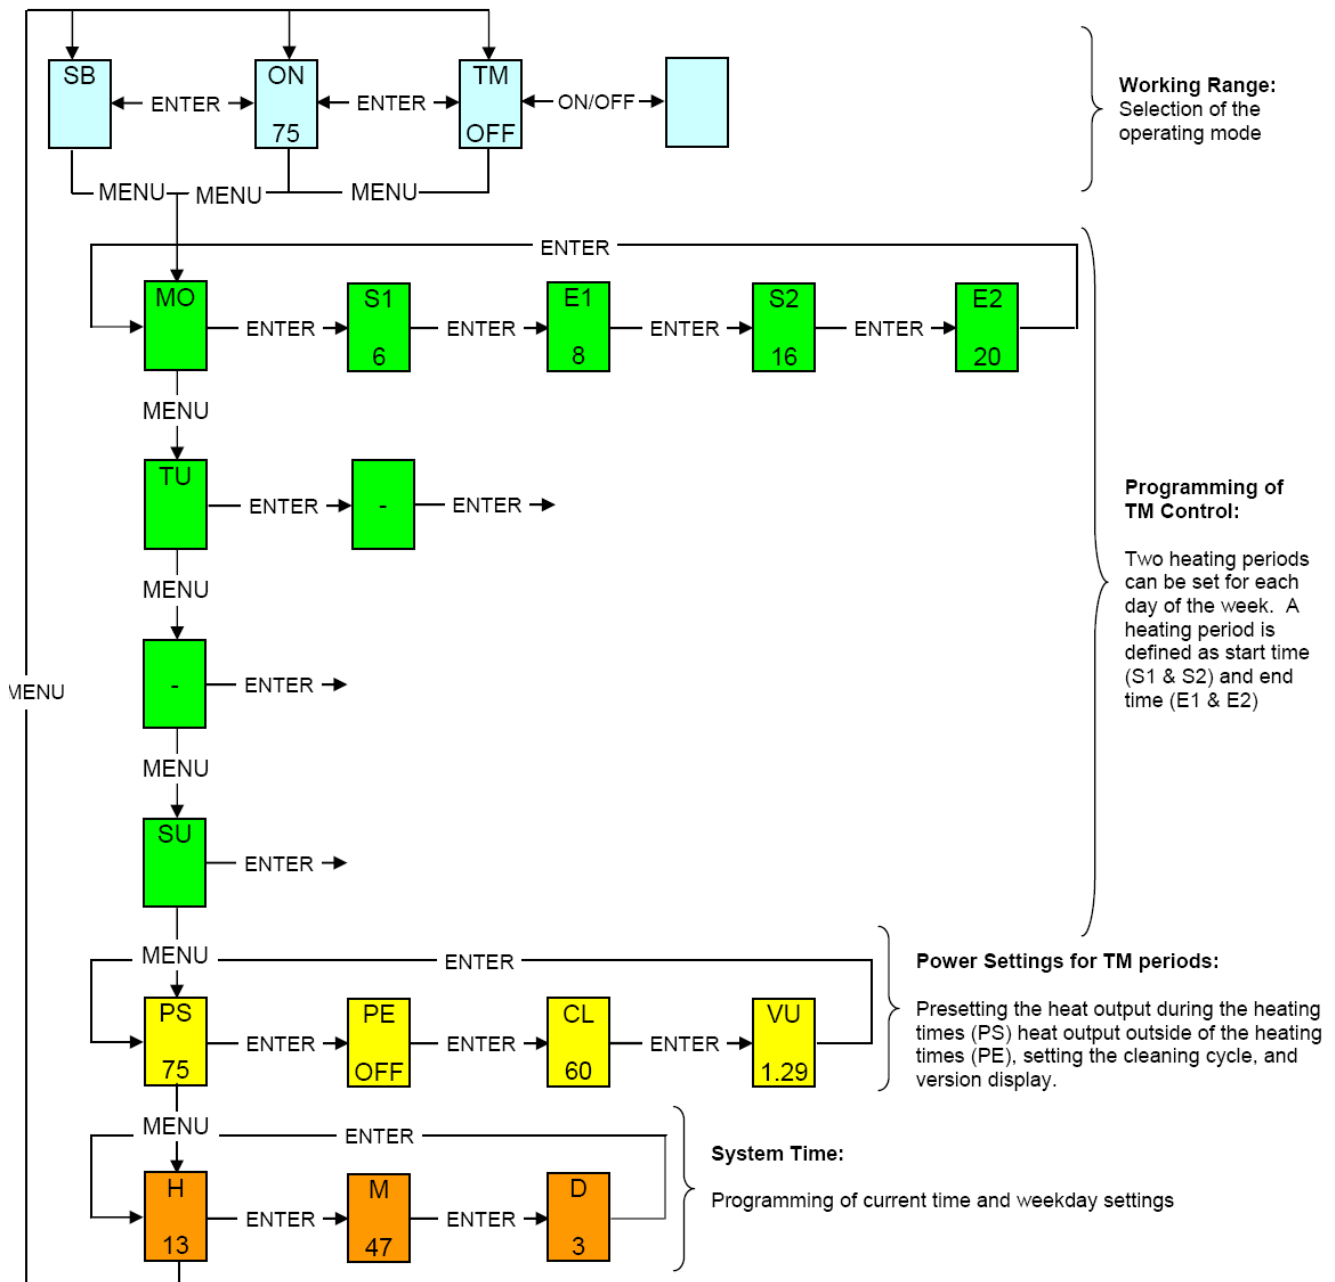 SB
ON
TM
ENTER
ENTER
ON/OFF
75
OFF
Working Range:
Selection of the
operating mode
MENU
MENU
MENU
ENTER
MO
S1
E1
S2
E2
ENTER
ENTER
ENTER
ENTER
6
8
16
20
MENU
TU
ENTER
-
ENTER
MENU
-
ENTER
MENU
MENU
SU
ENTER
Programming of
TM Control:
Two heating periods
can be set for each
day of the week. A
heating period is
defined as start time
(S1 & S2) and end
time (E1 & E2)
MENU
ENTER
PS
PE
CL
VU
ENTER
ENTER
ENTER
75
OFF
60
1.29
Power Settings for TM periods:
Presetting the heat output during the heating
times (PS) heat output outside of the heating
times (PE), setting the cleaning cycle, and
version display.
MENU
ENTER
H
M
D
ENTER
ENTER
13
47
3
System Time:
Programming of current time and weekday settings